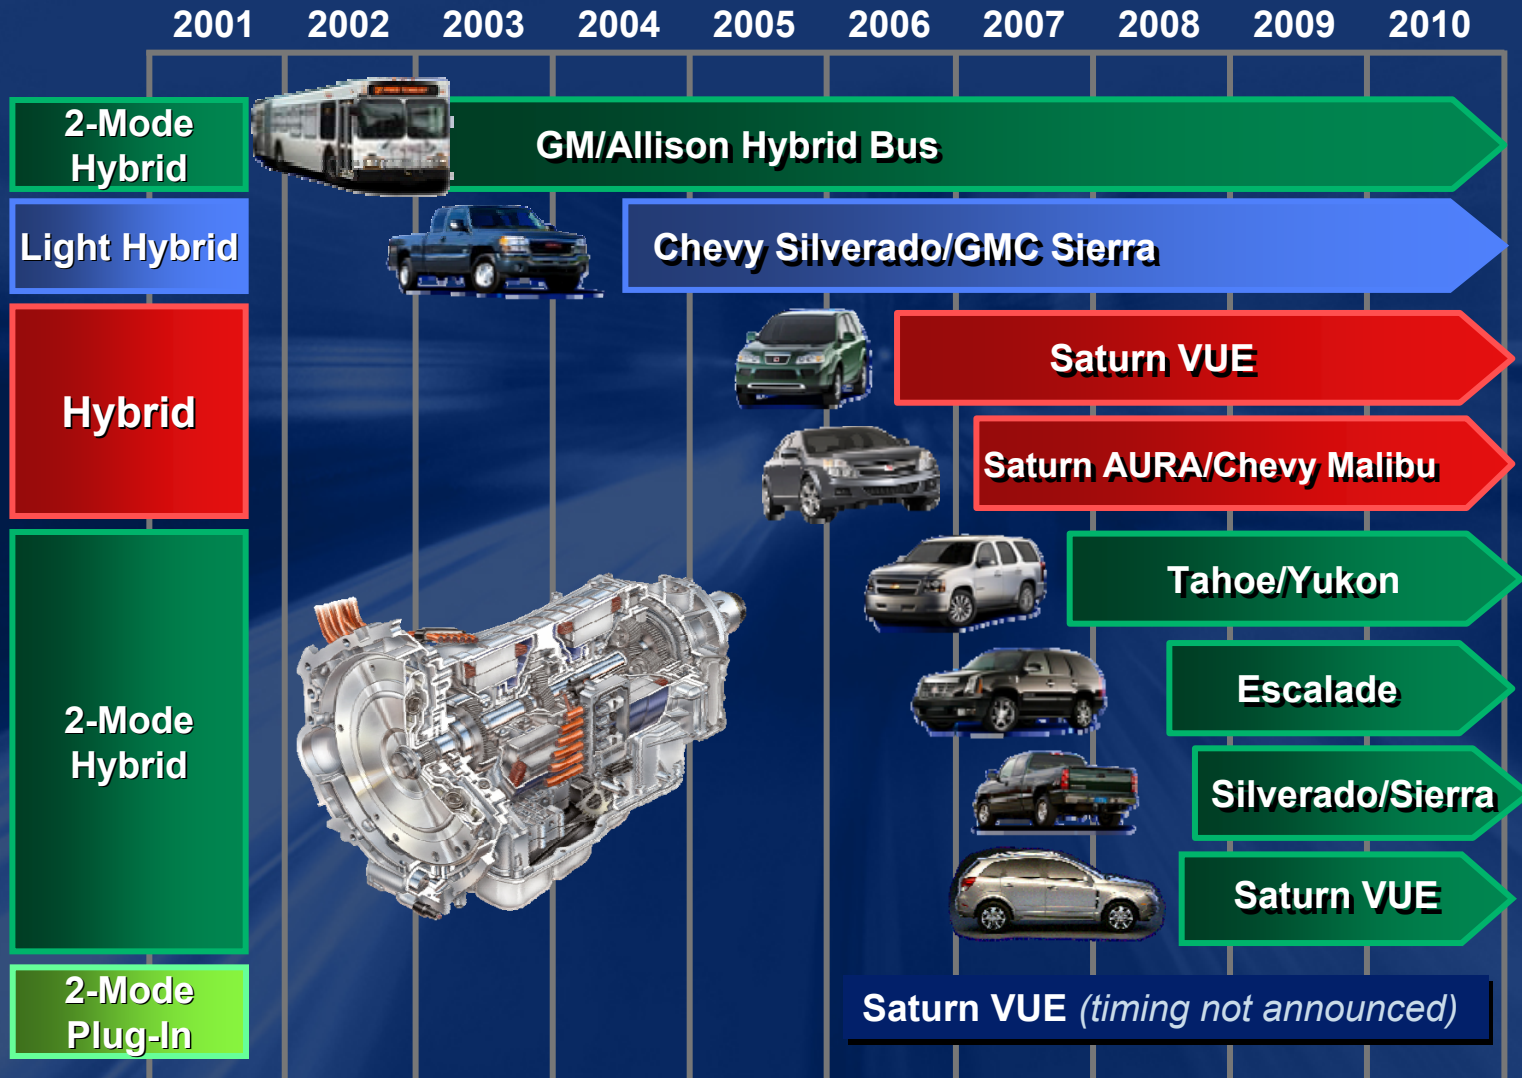 2001 2002 2003 2004 2005 2006 2007 2008 2009 2010
2-Mode
Hybrid
GM/Allison Hybrid Bus
Light Hybrid
Chevy Silverado/GMC Sierra
Hybrid
Saturn VUE
Saturn AURA/Chevy Malibu
2-Mode
Hybrid
Tahoe/Yukon
Escalade
Silverado/Sierra
Saturn VUE
2-Mode
Plug-In
Saturn VUE (timing not announced)